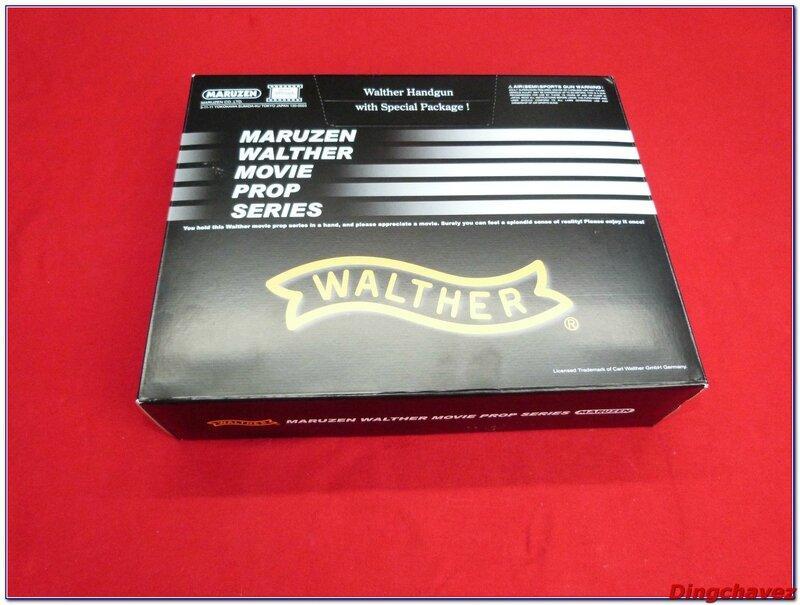 MARUZEN
MARUZEN CO.,LTD.
Walther Handgun
with Special Package !
⚠ AIR(SEMI)SPORTS GUN WARNING!
MARUZEN
WALTHER
MOVIE
PROP
SERIES
You hold this Walther movie prop series in a hand, and please appreciate a movie. Surely you can feel a splendid sense of reality! Please enjoy it once!
WALTHER
®
Licensed Trademark of Carl Walther GmbH Germany.
WALTHER
MARUZEN WALTHER MOVIE PROP SERIES
MARUZEN
Dingchavez